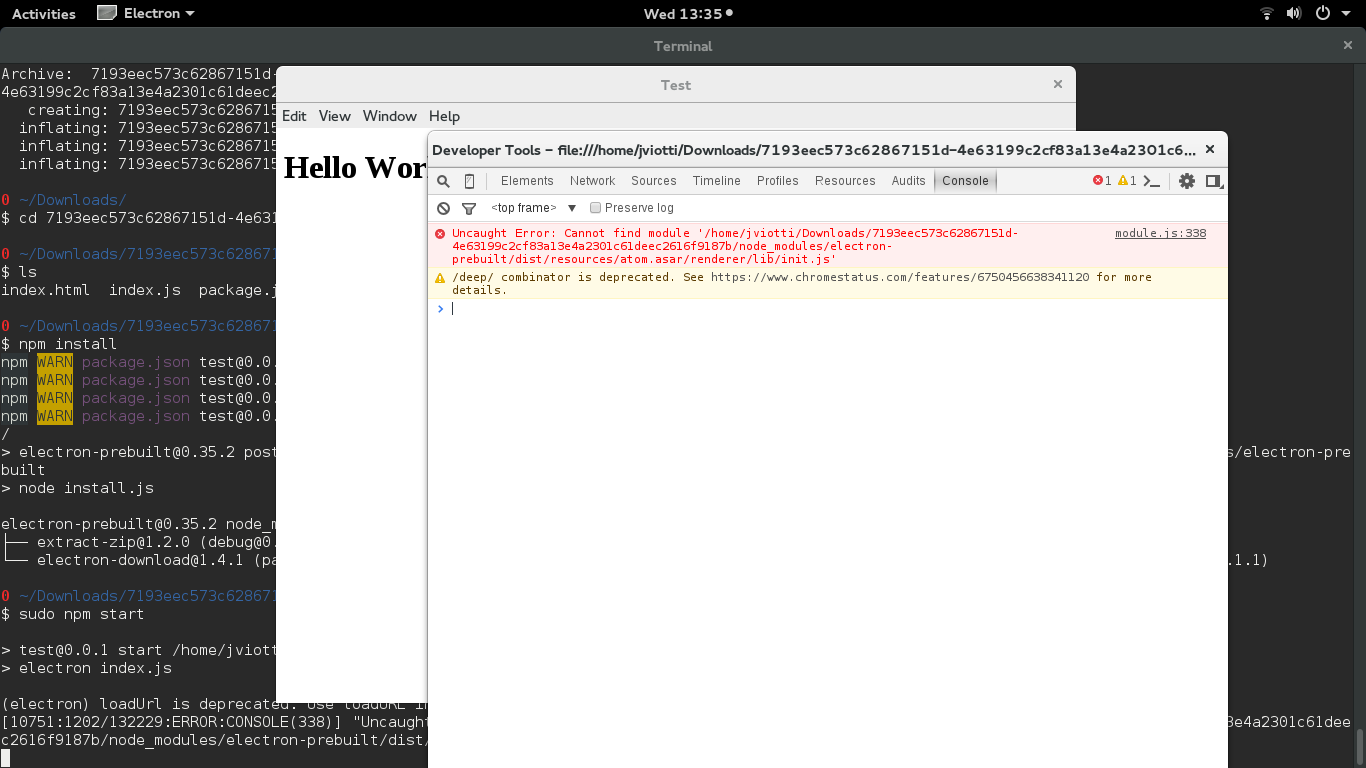 Activities Electron Wed 13:35
Terminal
Archive: 7193eec573c62867151d-
4e63199c2cf83a13e4a2301c61deec2
creating: 7193eec573c6286715
inflating: 7193eec573c6286715
inflating: 7193eec573c6286715
inflating: 7193eec573c6286715
0 ~/Downloads/
$ cd 7193eec573c62867151d-4e631
0 ~/Downloads/7193eec573c628671
$ ls
index.html index.js package.j
0 ~/Downloads/7193eec573c628671
$ npm install
npm WARN package.json test@0.0.
npm WARN package.json test@0.0.
npm WARN package.json test@0.0.
npm WARN package.json test@0.0.
/
> electron-prebuilt@0.35.2 post
s/electron-pre
built
> node install.js
electron-prebuilt@0.35.2 node_m
├── extract-zip@1.2.0 (debug@0.
└── electron-download@1.4.1 (pa
.1.1)
0 ~/Downloads/7193eec573c628671
$ sudo npm start
> test@0.0.1 start /home/jviott
> electron index.js
(electron) loadUrl is deprecated. Use loadURL in
[10751:1202/132229:ERROR:CONSOLE(338)] "Uncaught
3e4a2301c61dee
c2616f9187b/node_modules/electron-prebuilt/dist/
Test
Edit View Window Help
Hello Wor
Developer Tools - file:///home/jviotti/Downloads/7193eec573c62867151d-4e63199c2cf83a13e4a2301c6...
Elements Network Sources Timeline Profiles Resources Audits Console 1 1
<top frame> Preserve log
Uncaught Error: Cannot find module '/home/jviotti/Downloads/7193eec573c62867151d- module.js:338
4e63199c2cf83a13e4a2301c61deec2616f9187b/node_modules/electron-
prebuilt/dist/resources/atom.asar/renderer/lib/init.js'
/deep/ combinator is deprecated. See https://www.chromestatus.com/features/6750456638341120 for more
details.
>